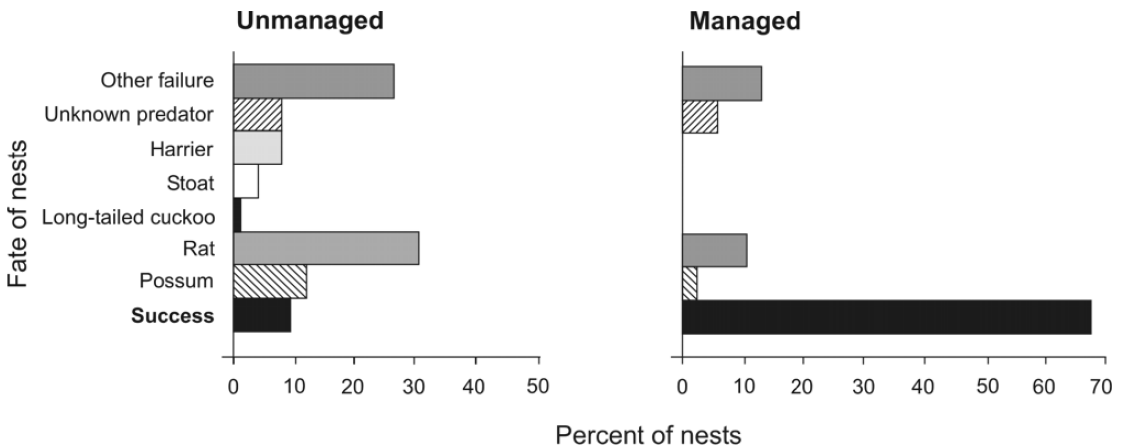 Unmanaged
Managed
Fate of nests
Other failure
Unknown predator
Harrier
Stoat
Long-tailed cuckoo
Rat
Possum
Success
0 10 20 30 40 50
0 10 20 30 40 50 60 70
Percent of nests